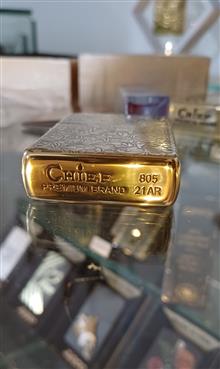 CHIEF 805
PREMIUM BRAND 21AR